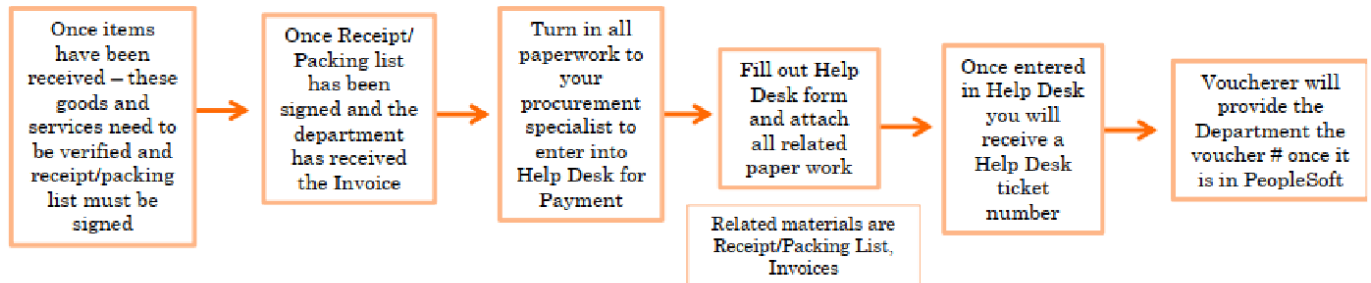 Once items
have been
received – these
goods and
services need to
be verified and
receipt/packing
list must be
signed
Once Receipt/
Packing list
has been
signed and the
department
has received
the Invoice
Turn in all
paperwork to
your
procurement
specialist to
enter into
Help Desk for
Payment
Fill out Help
Desk form
and attach
all related
paper work
Related materials are
Receipt/Packing List,
Invoices
Once entered
in Help Desk
you will
receive a
Help Desk
ticket
number
Voucherer will
provide the
Department the
voucher # once it
is in PeopleSoft